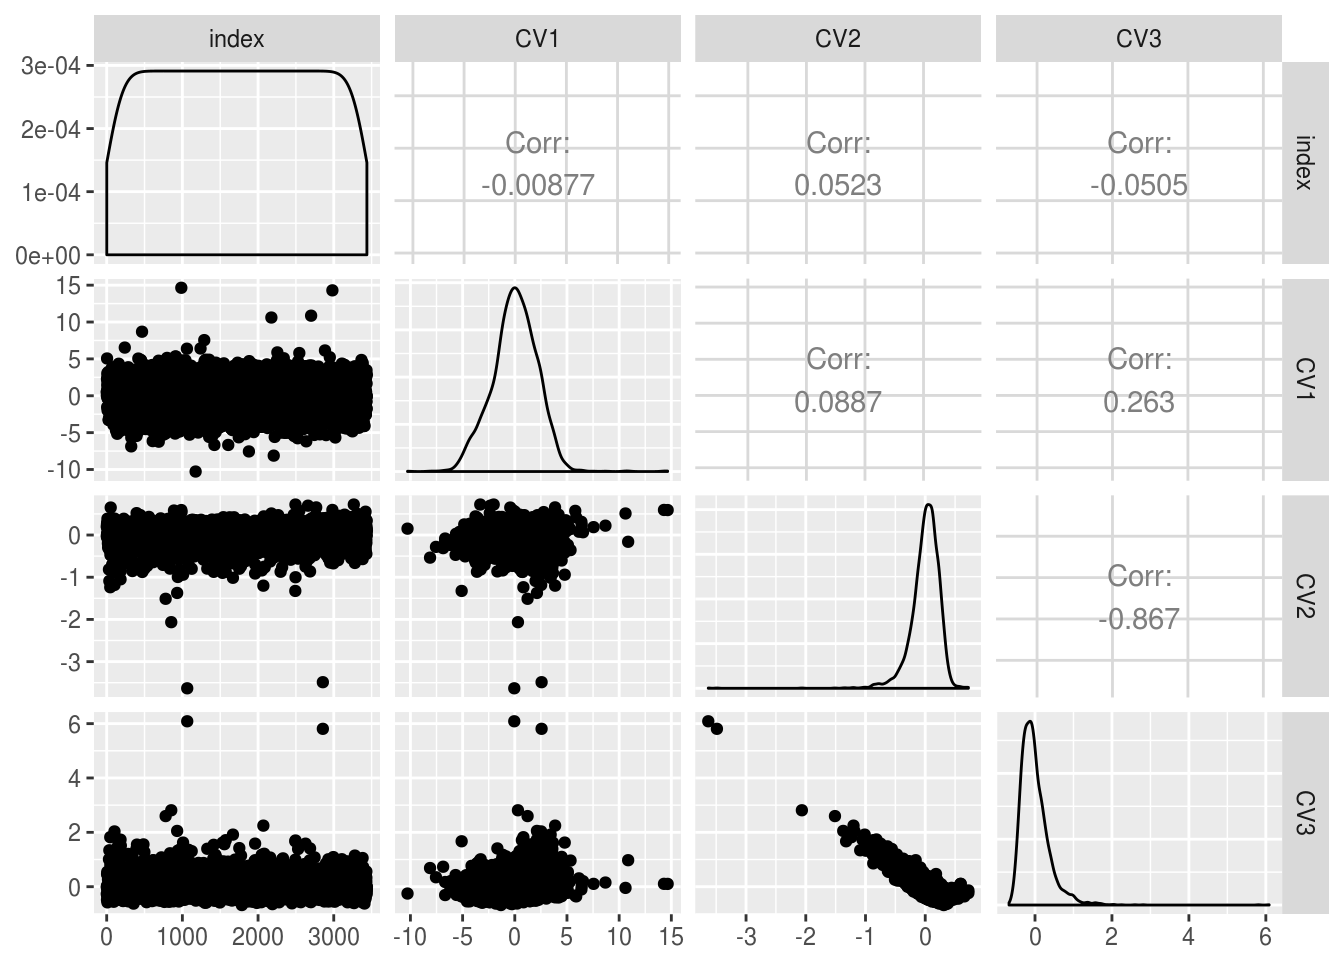 index CV1 CV2 CV3
3e-04
2e-04
1e-04
0e+00
Corr:
-0.00877
Corr:
0.0523
Corr:
-0.0505
index
15
10
5
0
-5
-10
Corr:
0.0887
Corr:
0.263
CV1
0
-1
-2
-3
Corr:
-0.867
CV2
6
4
2
0
CV3
0 1000 2000 3000 -10 -5 0 5 10 15 -3 -2 -1 0 0 2 4 6